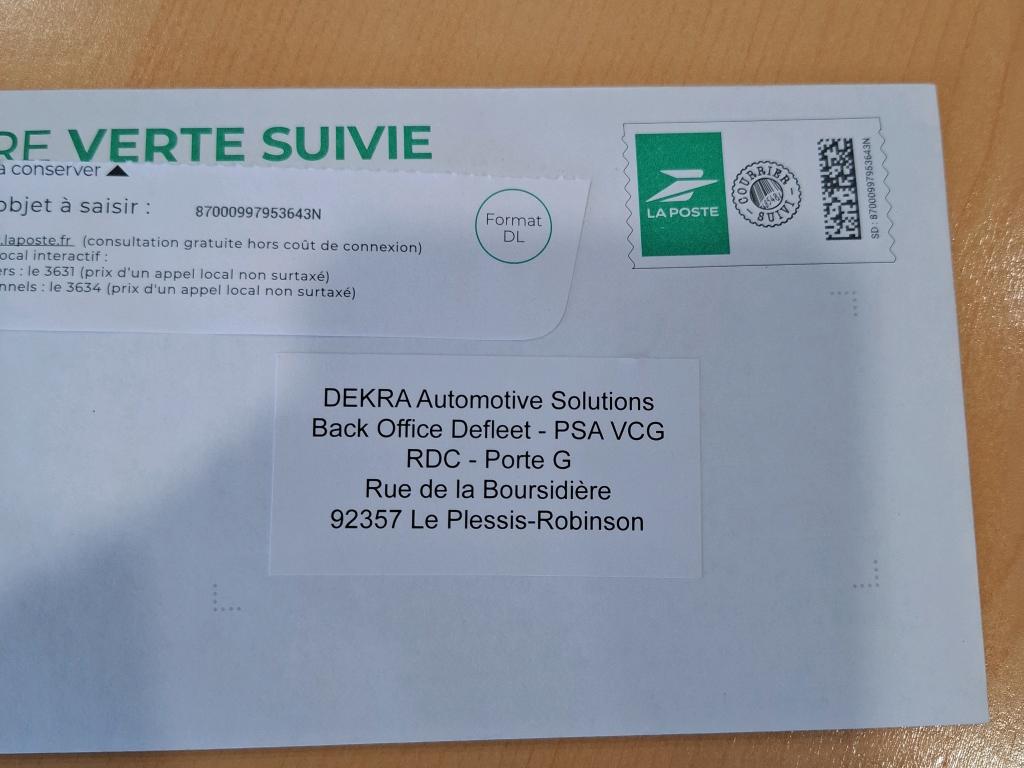 RE VERTE SUIVIE
à conserver
objet à saisir : 87000997953643N
.laposte.fr (consultation gratuite hors coût de connexion)
ocal interactif :
ers : le 3631 (prix d'un appel local non surtaxé)
nnels : le 3634 (prix d'un appel local non surtaxé)
Format
DL
LA POSTE
COURRIER
SUIVI
SD : 87000997953643N
DEKRA Automotive Solutions
Back Office Defleet - PSA VCG
RDC - Porte G
Rue de la Boursidière
92357 Le Plessis-Robinson